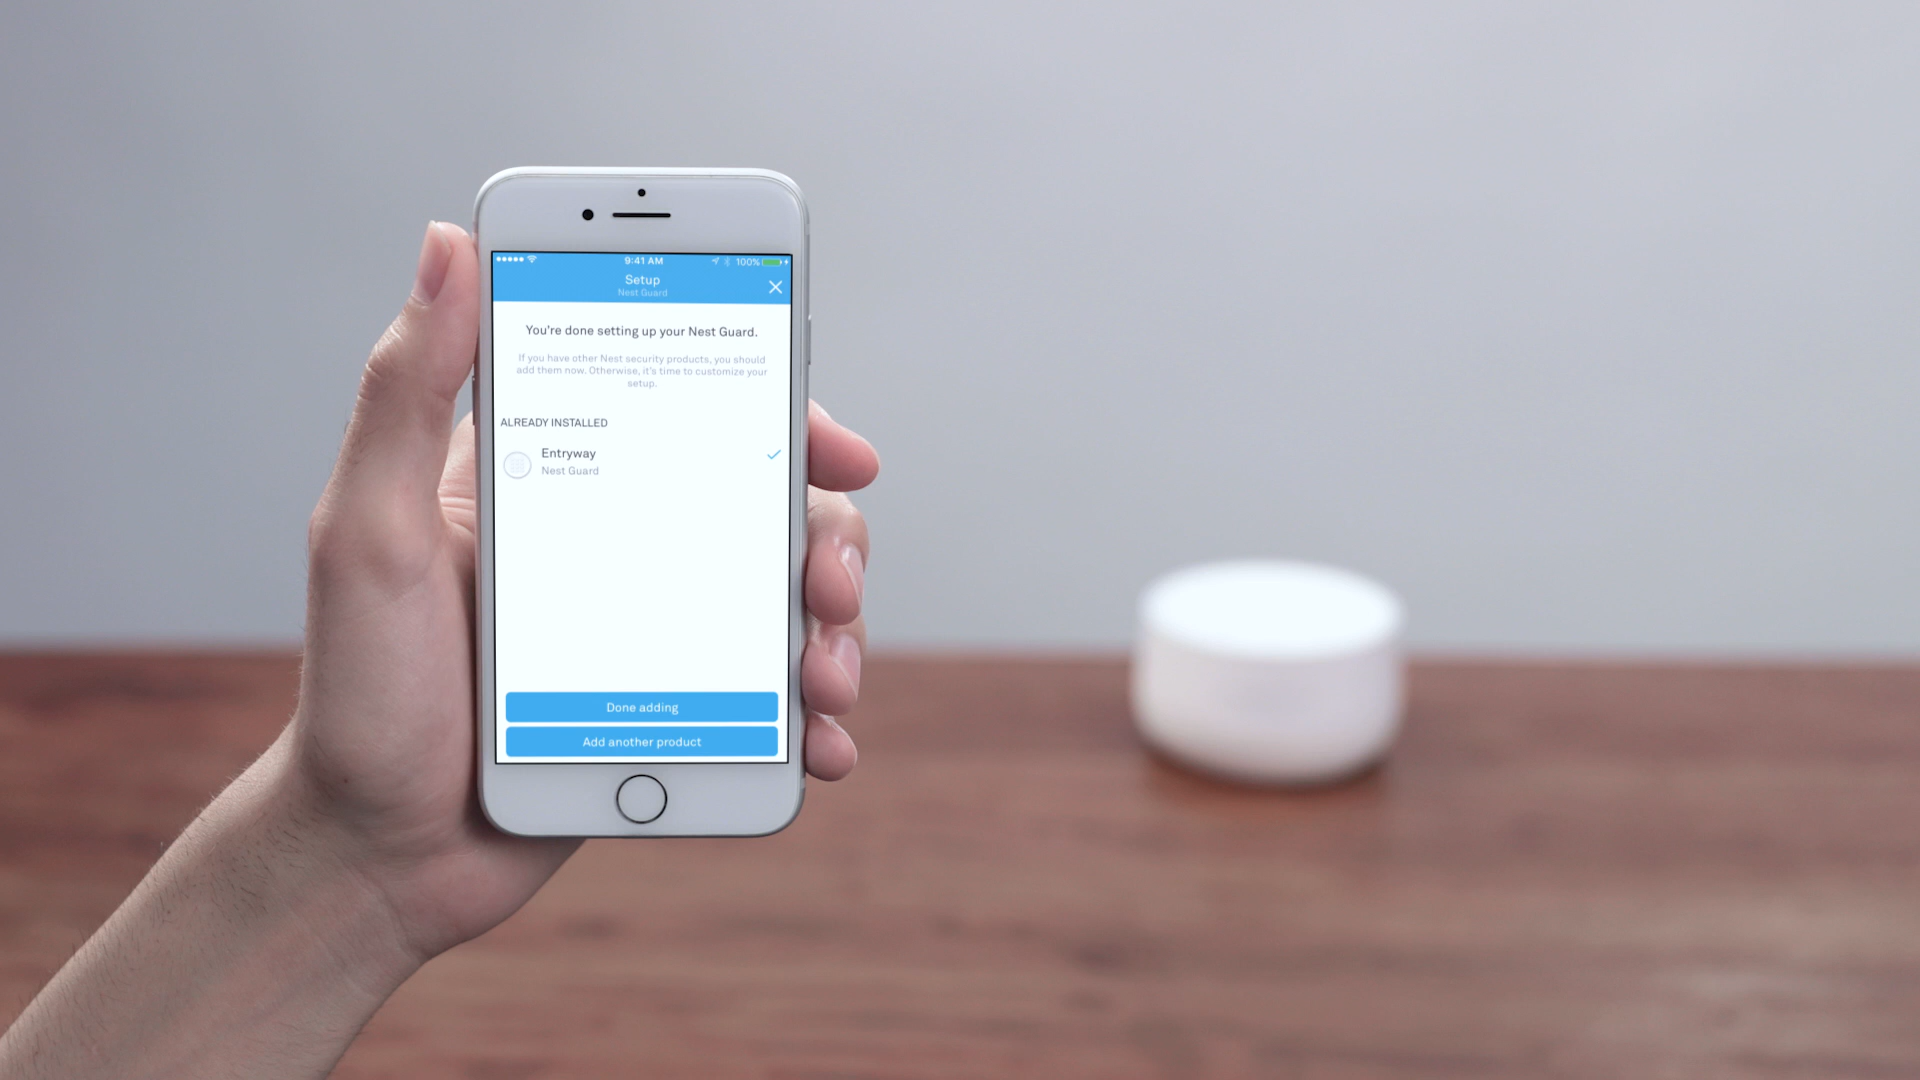 9:41 AM 100%
Setup
Nest Guard
You're done setting up your Nest Guard.
If you have other Nest security products, you should
add them now. Otherwise, it's time to customize your
setup.
ALREADY INSTALLED
Entryway
Nest Guard
Done adding
Add another product